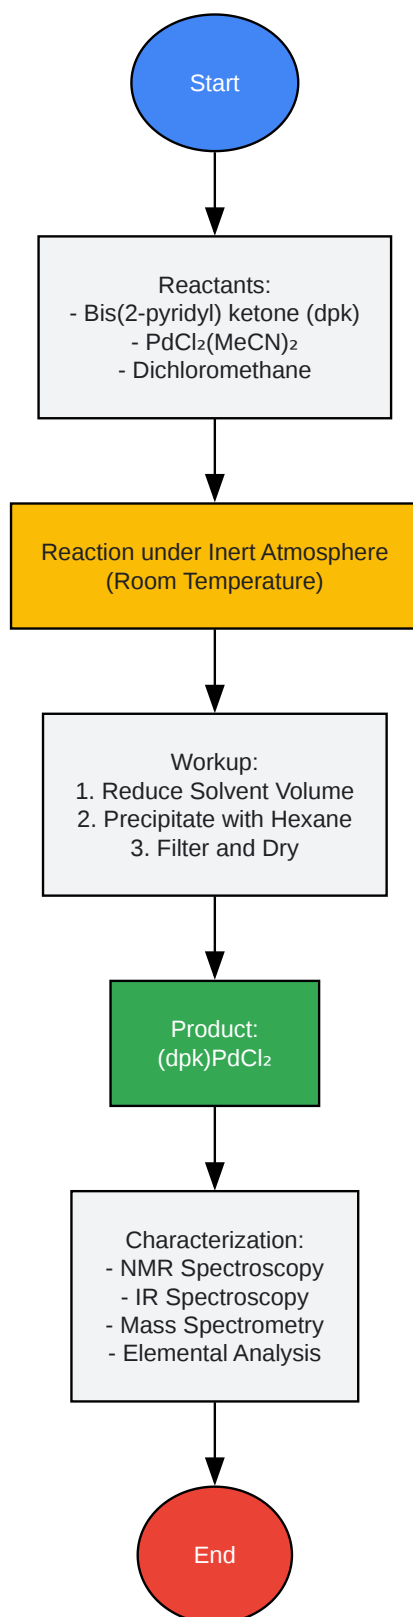 Start
Reactants:
- Bis(2-pyridyl) ketone (dpk)
- PdCl₂(MeCN)₂
- Dichloromethane
Reaction under Inert Atmosphere
(Room Temperature)
Workup:
1. Reduce Solvent Volume
2. Precipitate with Hexane
3. Filter and Dry
Product:
(dpk)PdCl₂
Characterization:
- NMR Spectroscopy
- IR Spectroscopy
- Mass Spectrometry
- Elemental Analysis
End